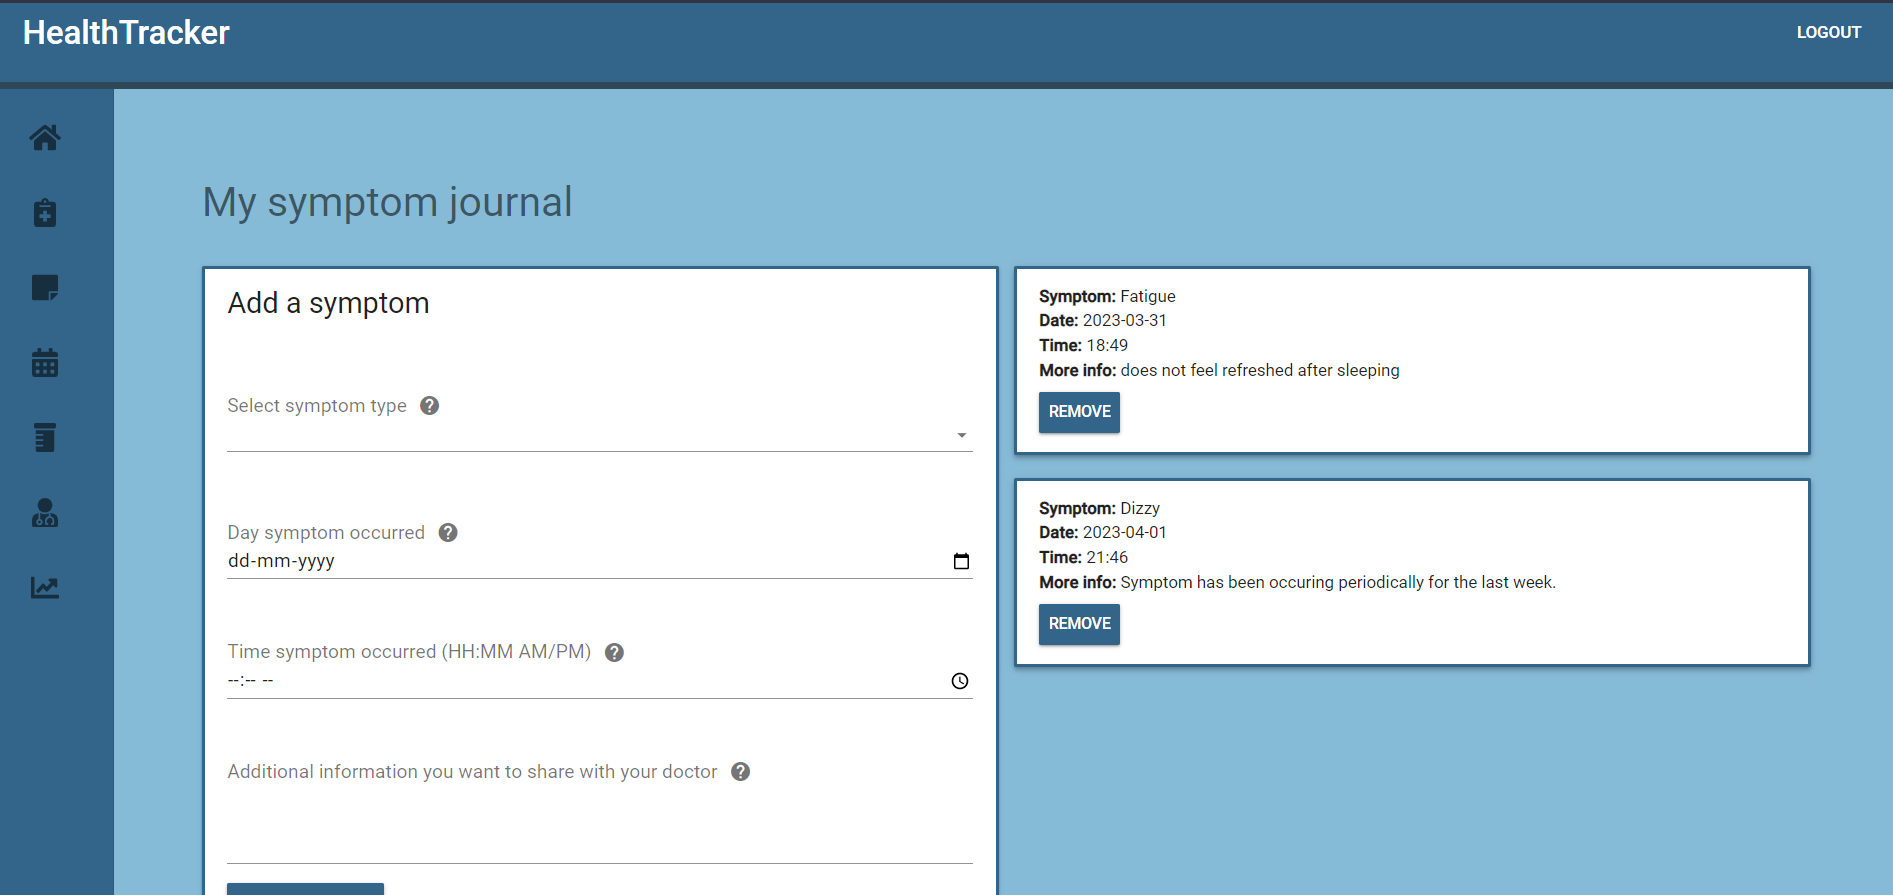 HealthTracker
LOGOUT
My symptom journal
Add a symptom
Select symptom type
Day symptom occurred
dd-mm-yyyy
Time symptom occurred (HH:MM AM/PM)
--:-- --
Additional information you want to share with your doctor
Symptom: Fatigue
Date: 2023-03-31
Time: 18:49
More info: does not feel refreshed after sleeping
REMOVE
Symptom: Dizzy
Date: 2023-04-01
Time: 21:46
More info: Symptom has been occuring periodically for the last week.
REMOVE